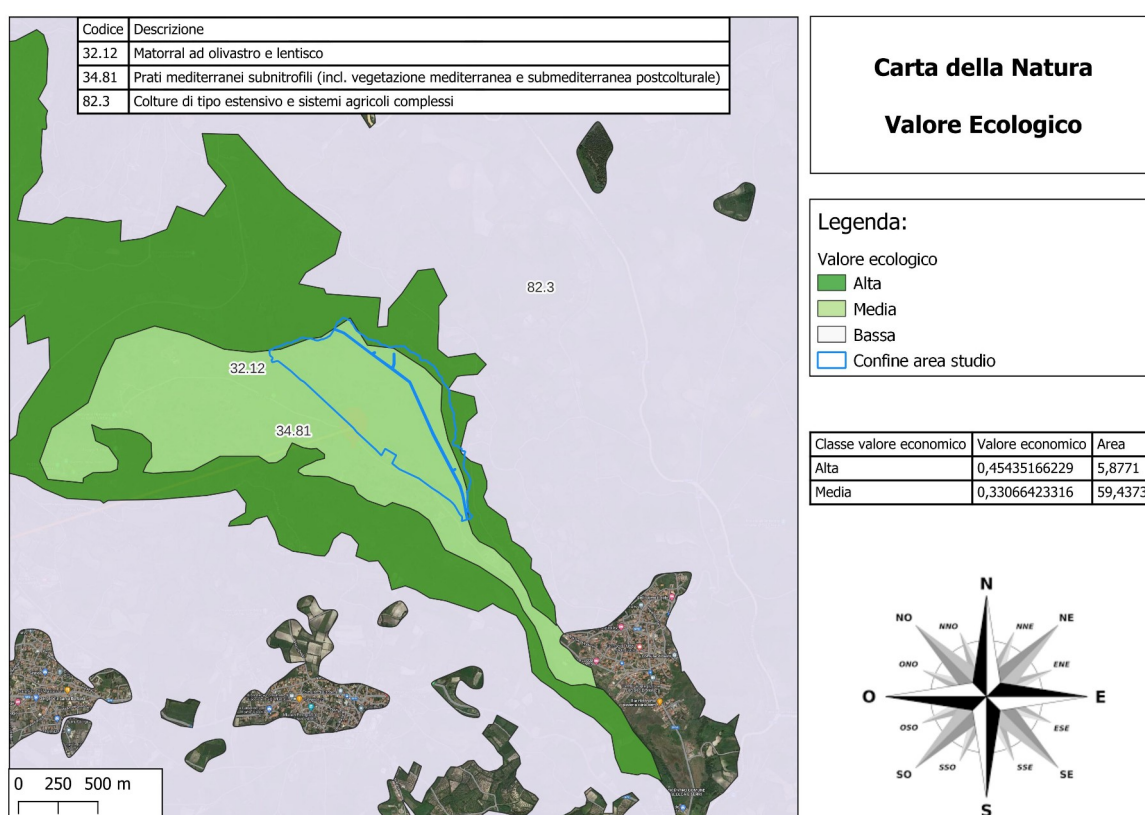 Codice Descrizione
32.12 Matorral ad olivastro e lentisco
34.81 Prati mediterranei subnitrofili (incl. vegetazione mediterranea e submediterranea postcolturale)
82.3 Colture di tipo estensivo e sistemi agricoli complessi
Carta della Natura
Valore Ecologico
Legenda:
Valore ecologico
Alta
Media
Bassa
Confine area studio
82.3
32.12
34.81
Classe valore economico Valore economico Area
Alta 0,45435166229 5,8771
Media 0,33066423316 59,4373
N
NNO NNE
NO NE
ONO ENE
O E
OSO ESE
SO SE
SSO SSE
S
0 250 500 m